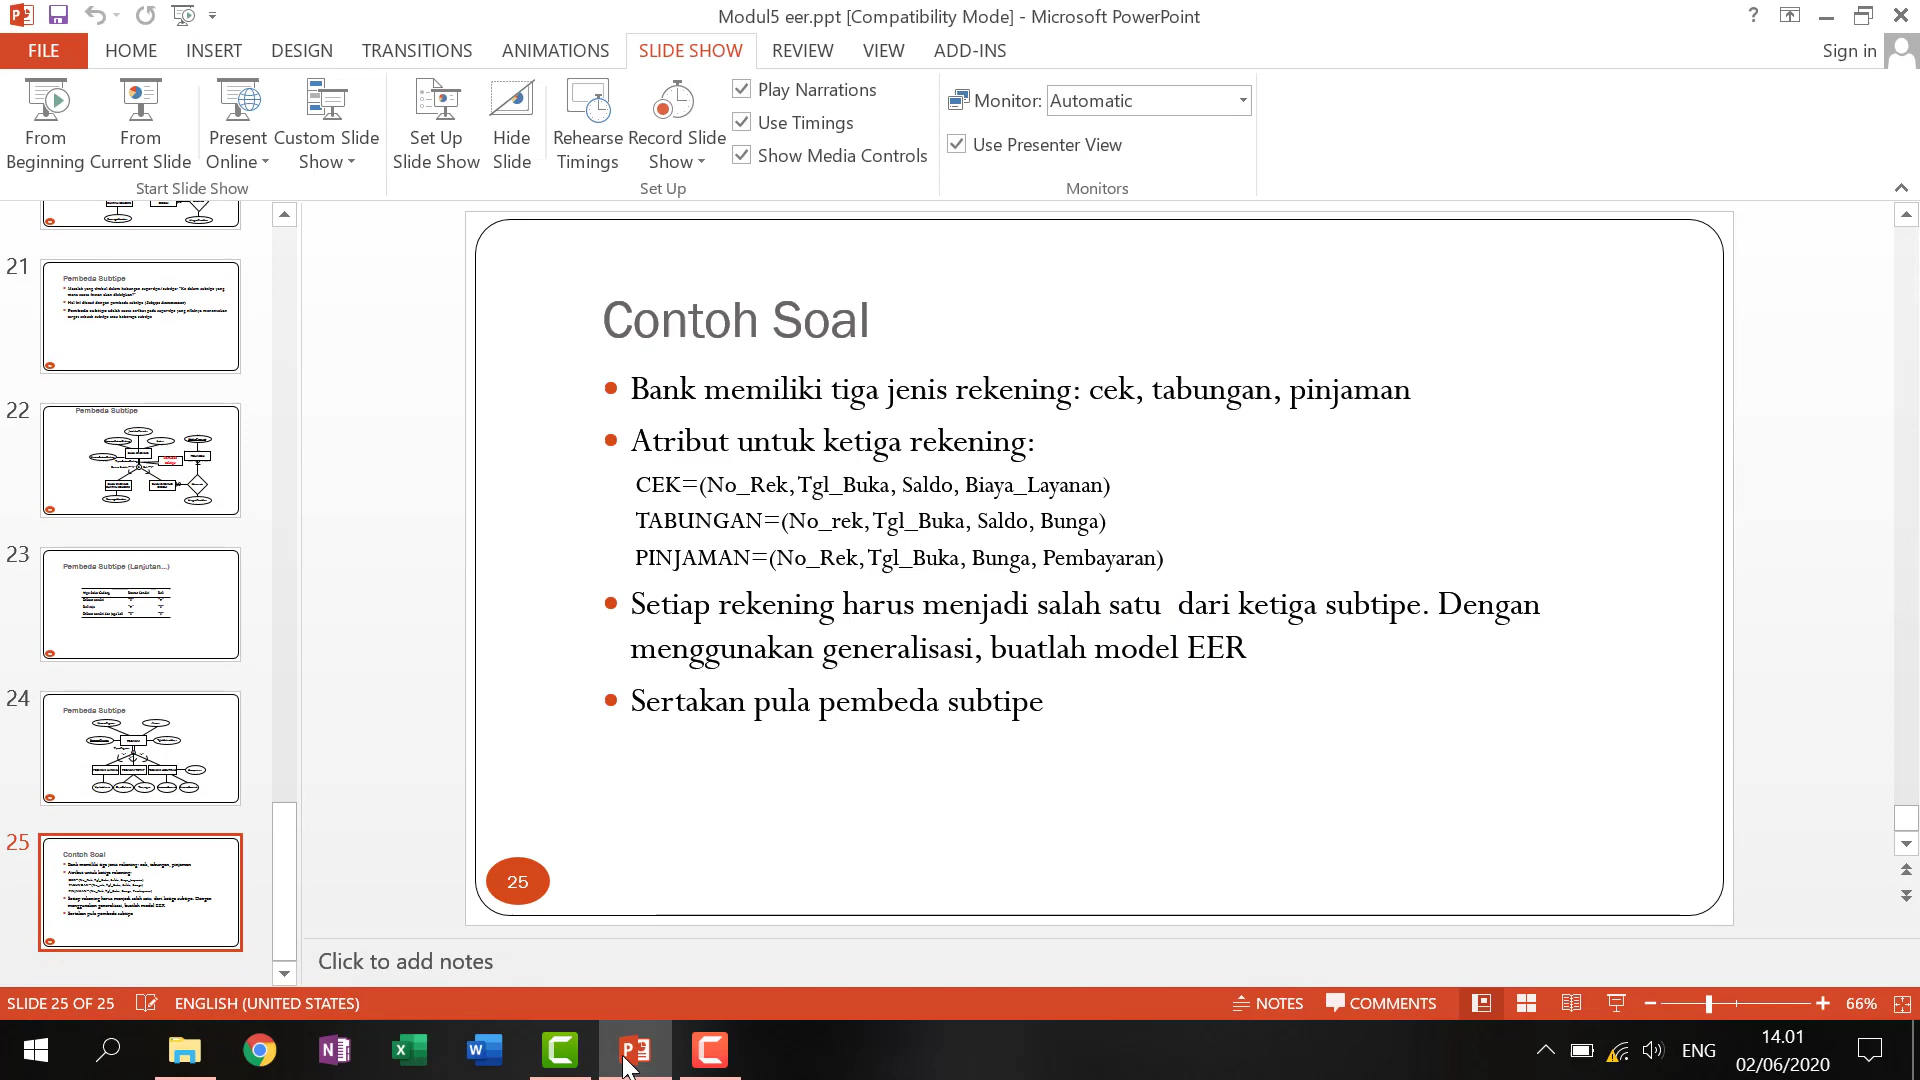 Modul5 eer.ppt [Compatibility Mode] - Microsoft PowerPoint
FILE HOME INSERT DESIGN TRANSITIONS ANIMATIONS SLIDE SHOW REVIEW VIEW ADD-INS Sign in
From Beginning
From Current Slide
Present Online
Custom Slide Show
Start Slide Show
Set Up Slide Show
Hide Slide
Rehearse Timings
Record Slide Show
Play Narrations
Use Timings
Show Media Controls
Set Up
Monitor: Automatic
Use Presenter View
Monitors
21
Pembeda Subtipe
22
Pembeda Subtipe
23
Pembeda Subtipe (Lanjutan...)
24
Pembeda Subtipe
25
Contoh Soal
Contoh Soal
• Bank memiliki tiga jenis rekening: cek, tabungan, pinjaman
• Atribut untuk ketiga rekening:
CEK=(No_Rek, Tgl_Buka, Saldo, Biaya_Layanan)
TABUNGAN=(No_rek, Tgl_Buka, Saldo, Bunga)
PINJAMAN=(No_Rek, Tgl_Buka, Bunga, Pembayaran)
• Setiap rekening harus menjadi salah satu dari ketiga subtipe. Dengan
menggunakan generalisasi, buatlah model EER
• Sertakan pula pembeda subtipe
25
Click to add notes
SLIDE 25 OF 25 ENGLISH (UNITED STATES) NOTES COMMENTS 66%
ENG
14.01
02/06/2020